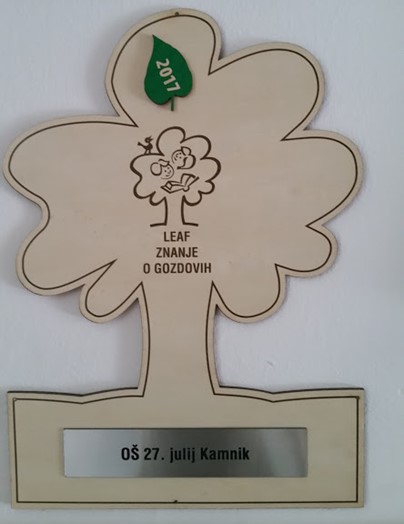 2017
LEAF
ZNANJE
O GOZDOVIH
OŠ 27. julij Kamnik